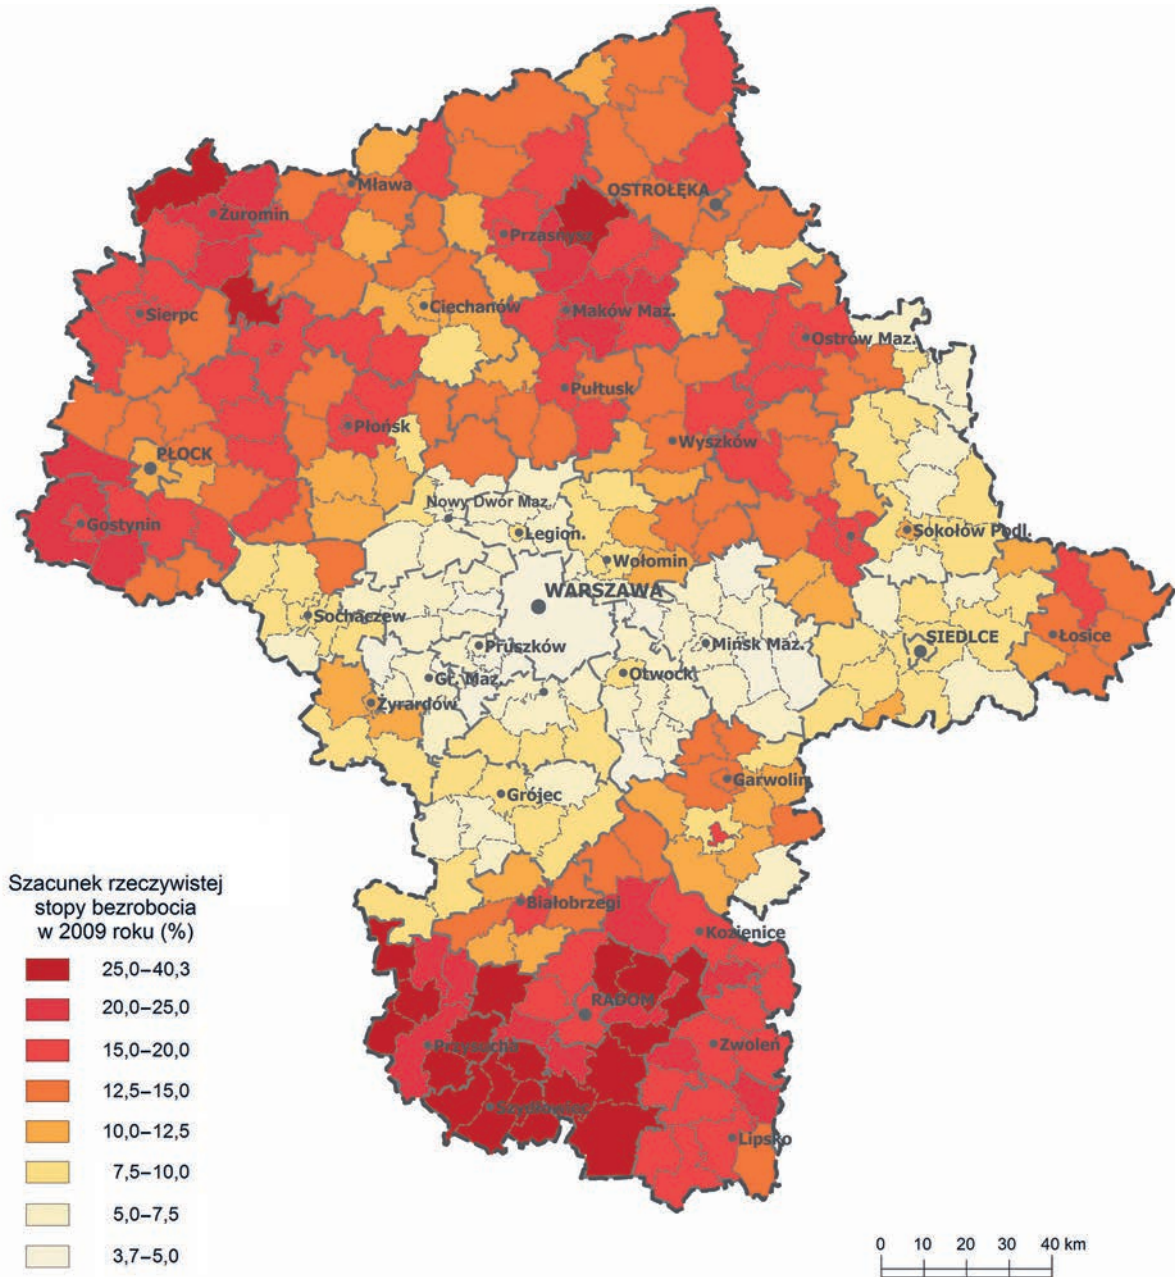 OSTROŁĘKA
Mława
Żuromin
Przasnysz
Ciechanów
Maków Maz.
Sierpc
Ostrów Maz.
Pułtusk
Płońsk
Wyszków
PŁOCK
Nowy Dwór Maz.
Gostynin
Legion.
Sokołów Podl.
Wołomin
WARSZAWA
Sochaczew
Łosice
Pruszków
Mińsk Maz.
SIEDLCE
Gr. Maz.
Otwock
Żyrardów
Garwolin
Grójec
Białobrzegi
Kozienice
RADOM
Przysucha
Zwoleń
Szydłowiec
Lipsko
Szacunek rzeczywistej
stopy bezrobocia
w 2009 roku (%)
25,0–40,3
20,0–25,0
15,0–20,0
12,5–15,0
10,0–12,5
7,5–10,0
5,0–7,5
3,7–5,0
0 10 20 30 40 km